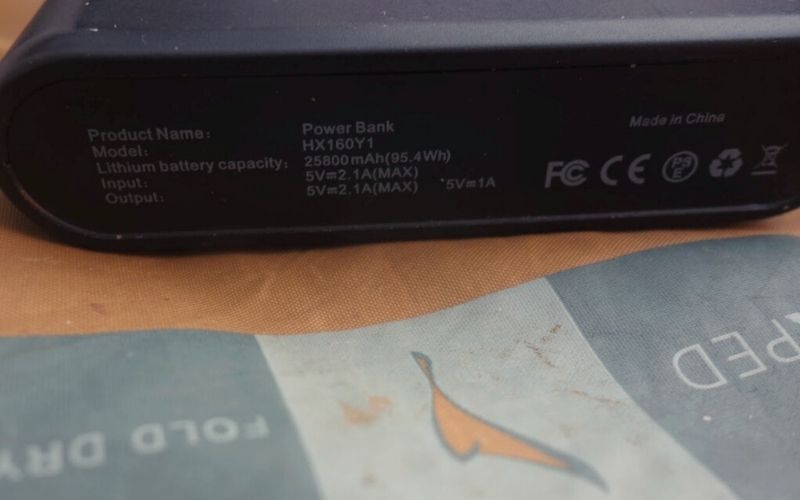 Product Name:
Model:
Lithium battery capacity:
Input:
Output:
Power Bank
HX160Y1
25800mAh(95.4Wh)
5V=2.1A(MAX)
5V=2.1A(MAX) 5V=1A
Made in China
FC CE PSE
PED
FOLD DRY